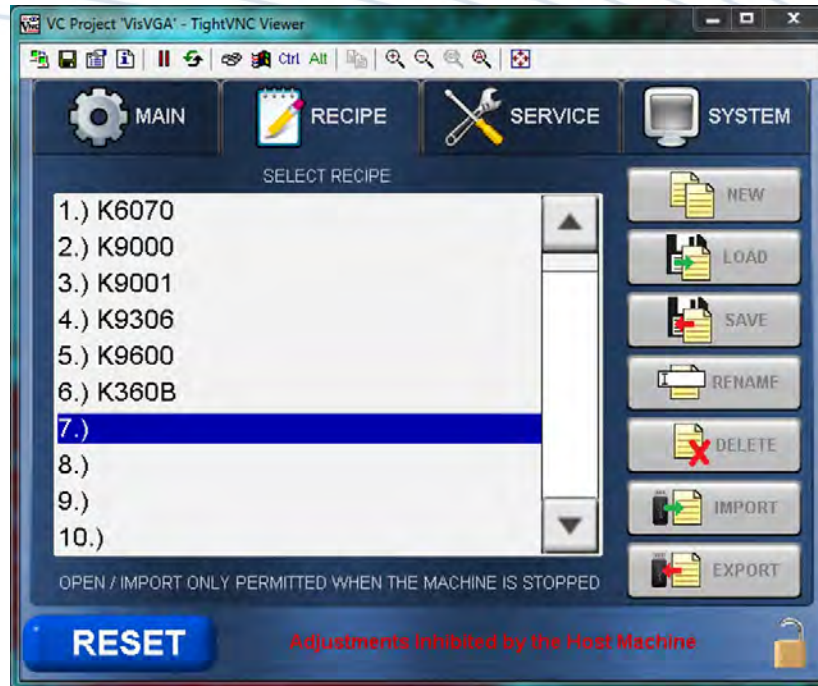 VC Project 'VisVGA' - TightVNC Viewer
Ctrl Alt
MAIN RECIPE SERVICE SYSTEM
SELECT RECIPE
1.) K6070
2.) K9000
3.) K9001
4.) K9306
5.) K9600
6.) K360B
7.)
8.)
9.)
10.)
NEW
LOAD
SAVE
RENAME
DELETE
IMPORT
EXPORT
OPEN / IMPORT ONLY PERMITTED WHEN THE MACHINE IS STOPPED
RESET
Adjustments Inhibited by the Host Machine